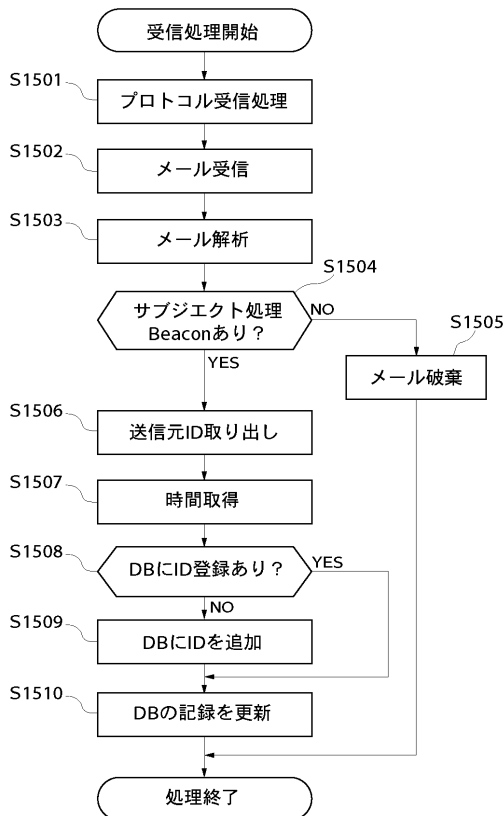 受信処理開始
S1501
プロトコル受信処理
S1502
メール受信
S1503
メール解析
S1504
サブジエクト処理
Beaconあり？
NO
YES
S1505
メール破棄
S1506
送信元ID取り出し
S1507
時間取得
S1508
DBにID登録あり？
YES
NO
S1509
DBにIDを追加
S1510
DBの記録を更新
処理終了